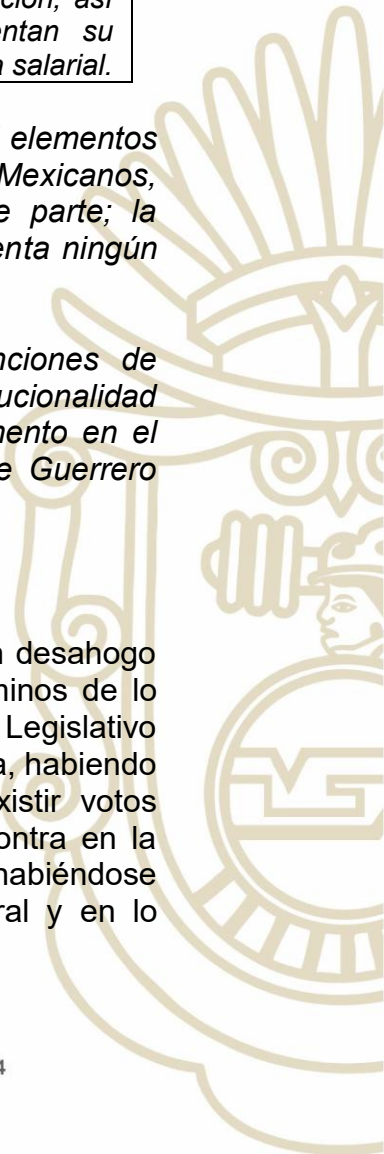 ción, así
entan su
a salarial.
elementos
Mexicanos,
e parte; la
enta ningún
nciones de
ucionalidad
mento en el
e Guerrero
desahogo
minos de lo
Legislativo
a, habiendo
xistir votos
ontra en la
habiéndose
ral y en lo
4